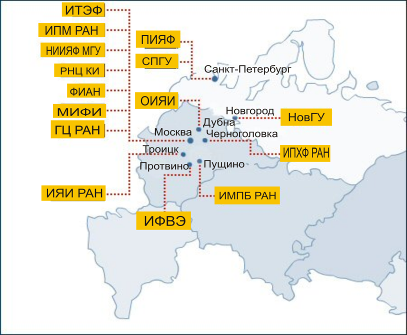 ИТЭФ
ИПМ РАН
НИИЯФ МГУ
РНЦ КИ
ФИАН
МИФИ
ГЦ РАН
ПИЯФ
СПГУ
Санкт-Петербург
ОИЯИ
Новгород
НовГУ
Дубна
Москва
Черноголовка
ИПХФ РАН
Троицк
Протвино
Пущино
ИЯИ РАН
ИМПБ РАН
ИФВЭ